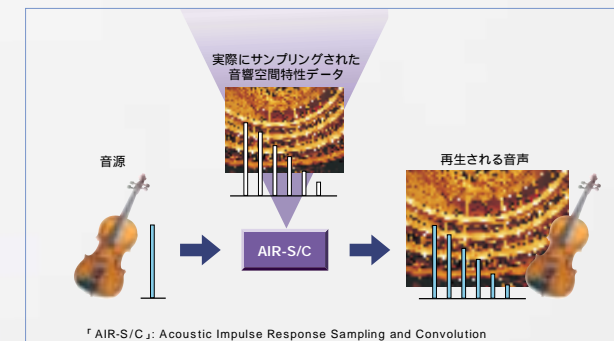 実際にサンプリングされた
音響空間特性データ
音源
再生される音声
AIR-S/C
「AIR-S/C」: Acoustic Impulse Response Sampling and Convolution